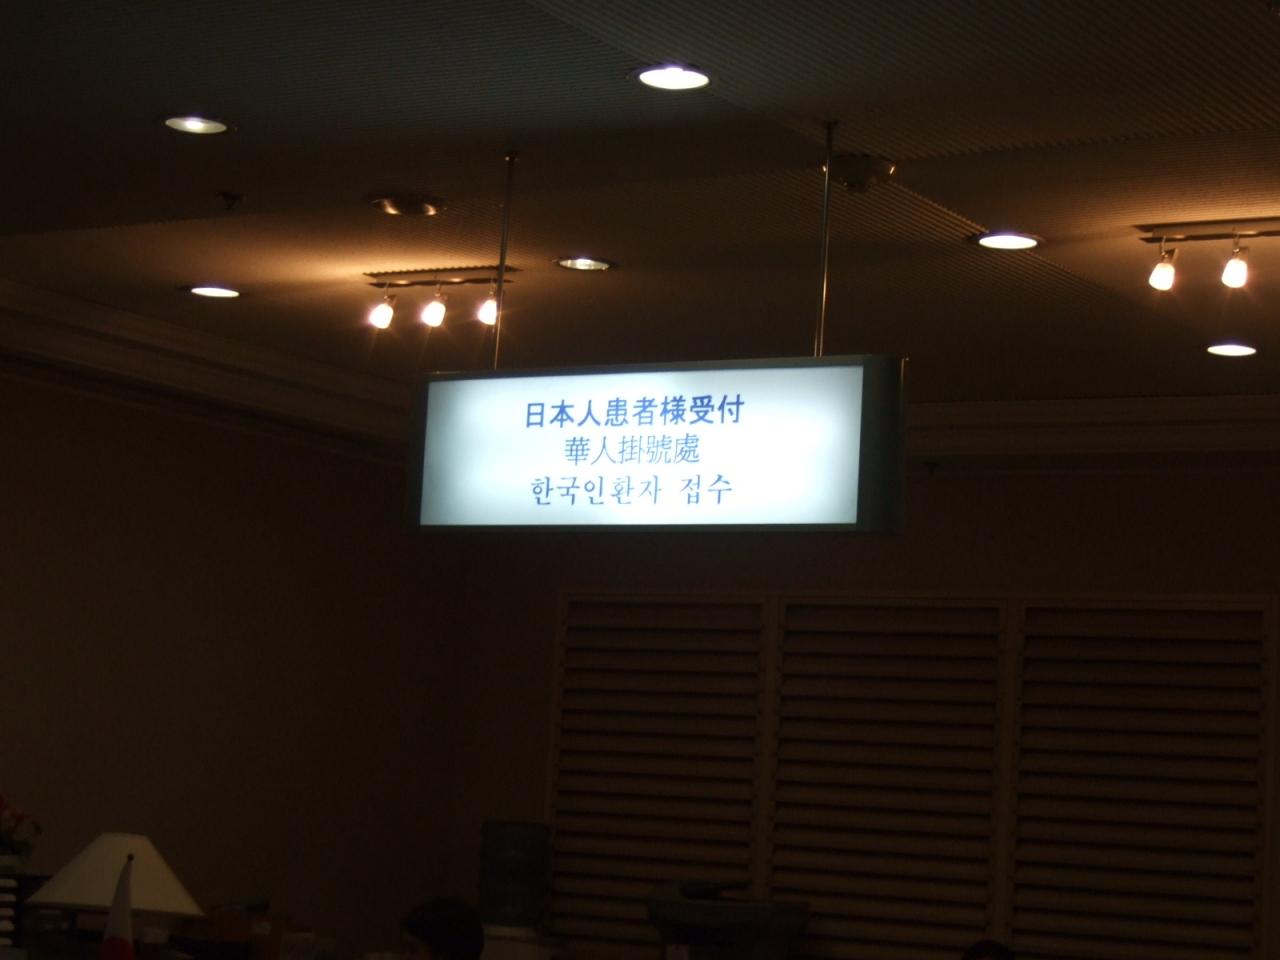 日本人患者様受付
華人掛號處
한국인환자 접수